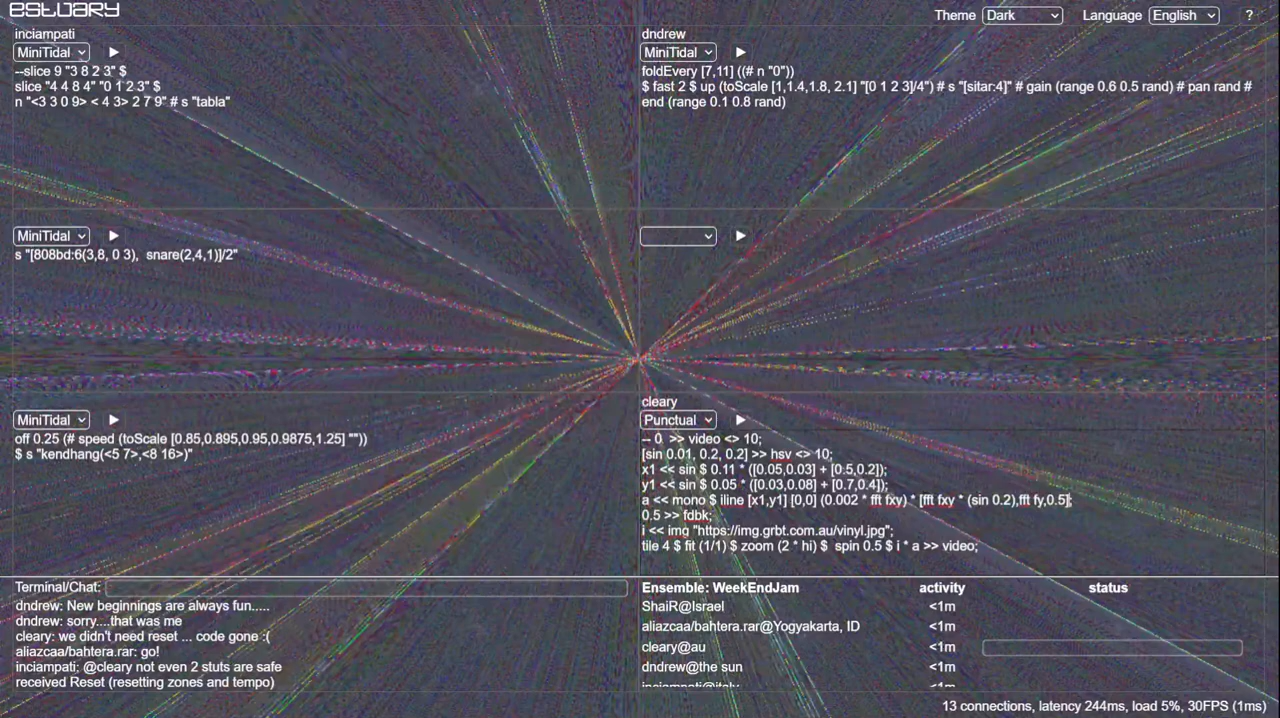 estuary
Theme Dark Language English ?
inciampati
MiniTidal
--slice 9 "3 8 2 3" $
slice "4 4 8 4" "0 1 2 3" $
n "<3 3 0 9> < 4 3> 2 7 9" # s "tabla"
dndrew
MiniTidal
foldEvery [7,11] ((# n "0"))
$ fast 2 $ up (toScale [1,1.4,1.8, 2.1] "[0 1 2 3]/4") # s "[sitar:4]" # gain (range 0.6 0.5 rand) # pan rand #
end (range 0.1 0.8 rand)
MiniTidal
s "[808bd:6(3,8, 0 3),  snare(2,4,1)]/2"
MiniTidal
off 0.25 (# speed (toScale [0.85,0.895,0.95,0.9875,1.25] ""))
$ s "kendhang(<5 7>,<8 16>)"
cleary
Punctual
-- 0  >> video <> 10;
[sin 0.01, 0.2, 0.2] >> hsv <> 10;
x1 << sin $ 0.11 * ([0.05,0.03] + [0.5,0.2]);
y1 << sin $ 0.05 * ([0.03,0.08] + [0.7,0.4]);
a << mono $ iline [x1,y1] [0,0] (0.002 * fft fxy) * [fft fxy * (sin 0.2),fft fy,0.5];
0.5 >> fdbk;
i << img "https://img.grbt.com.au/vinyl.jpg";
tile 4 $ fit (1/1) $ zoom (2 * hi) $  spin 0.5 $ i * a >> video;
Terminal/Chat:
dndrew: New beginnings are always fun.....
dndrew: sorry....that was me
cleary: we didn't need reset ... code gone :(
aliazcaa/bahtera.rar: go!
inciampati: @cleary not even 2 stuts are safe
received Reset (resetting zones and tempo)
Ensemble: WeekEndJam activity status
ShaiR@Israel <1m
aliazcaa/bahtera.rar@Yogyakarta, ID <1m
cleary@au <1m
dndrew@the sun <1m
inciampati@italy <1m
13 connections, latency 244ms, load 5%, 30FPS (1ms)